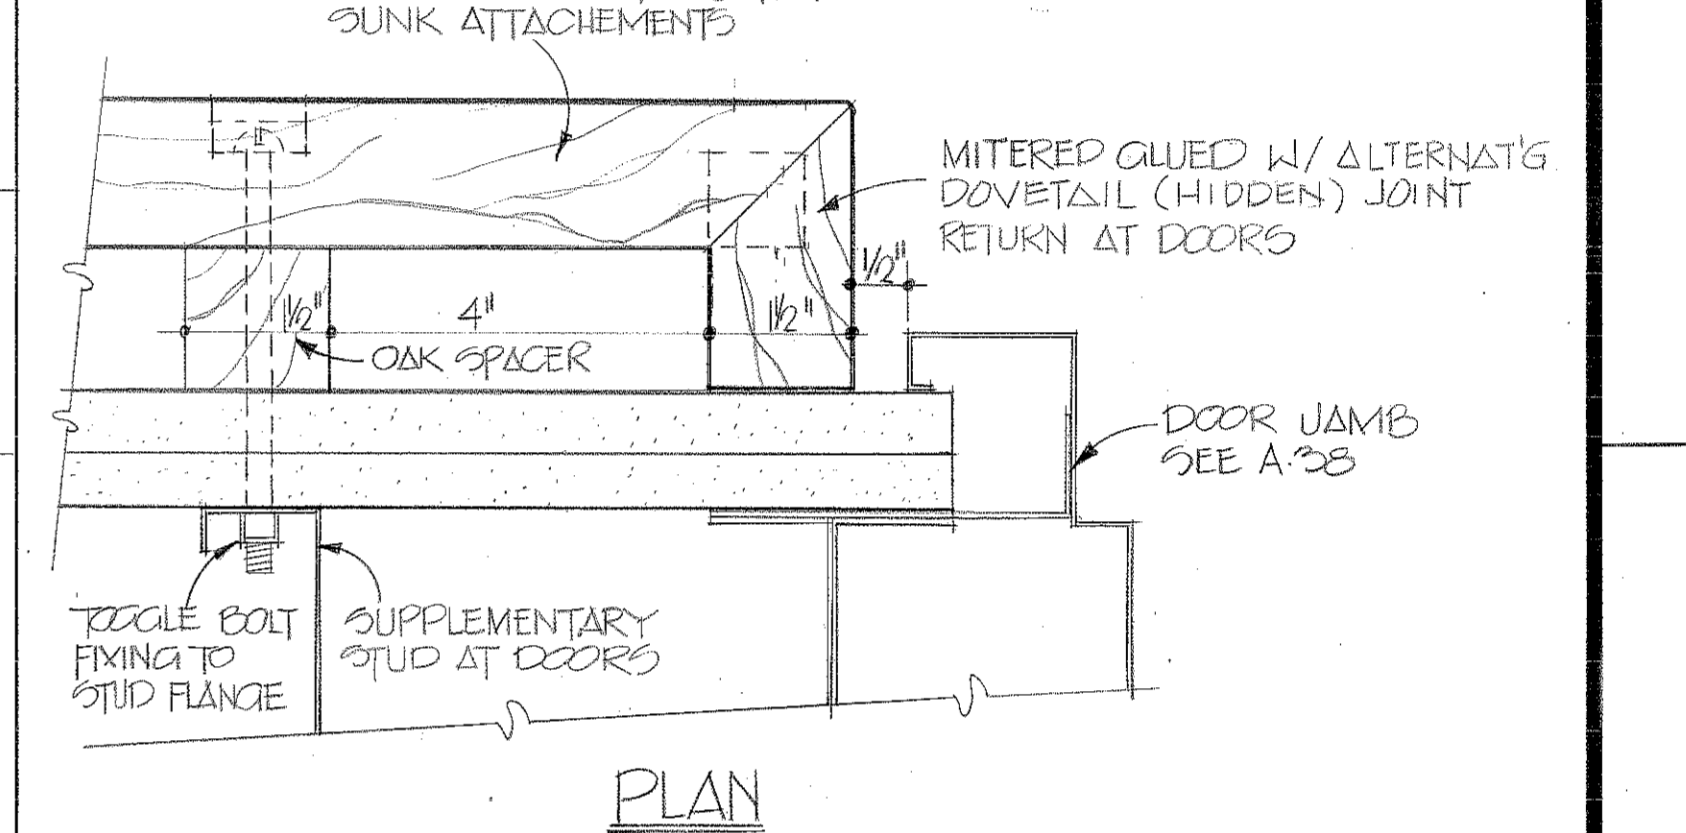 SUNK ATTACHEMENTS
MITERED GLUED W/ ALTERNAT'G.
DOVETAIL (HIDDEN) JOINT
RETURN AT DOORS
1/2"
1 1/2"
4"
1 1/2"
OAK SPACER
DOOR JAMB
SEE A.38
TOGGLE BOLT
FIXING TO
STUD FLANGE
SUPPLEMENTARY
STUD AT DOORS
PLAN